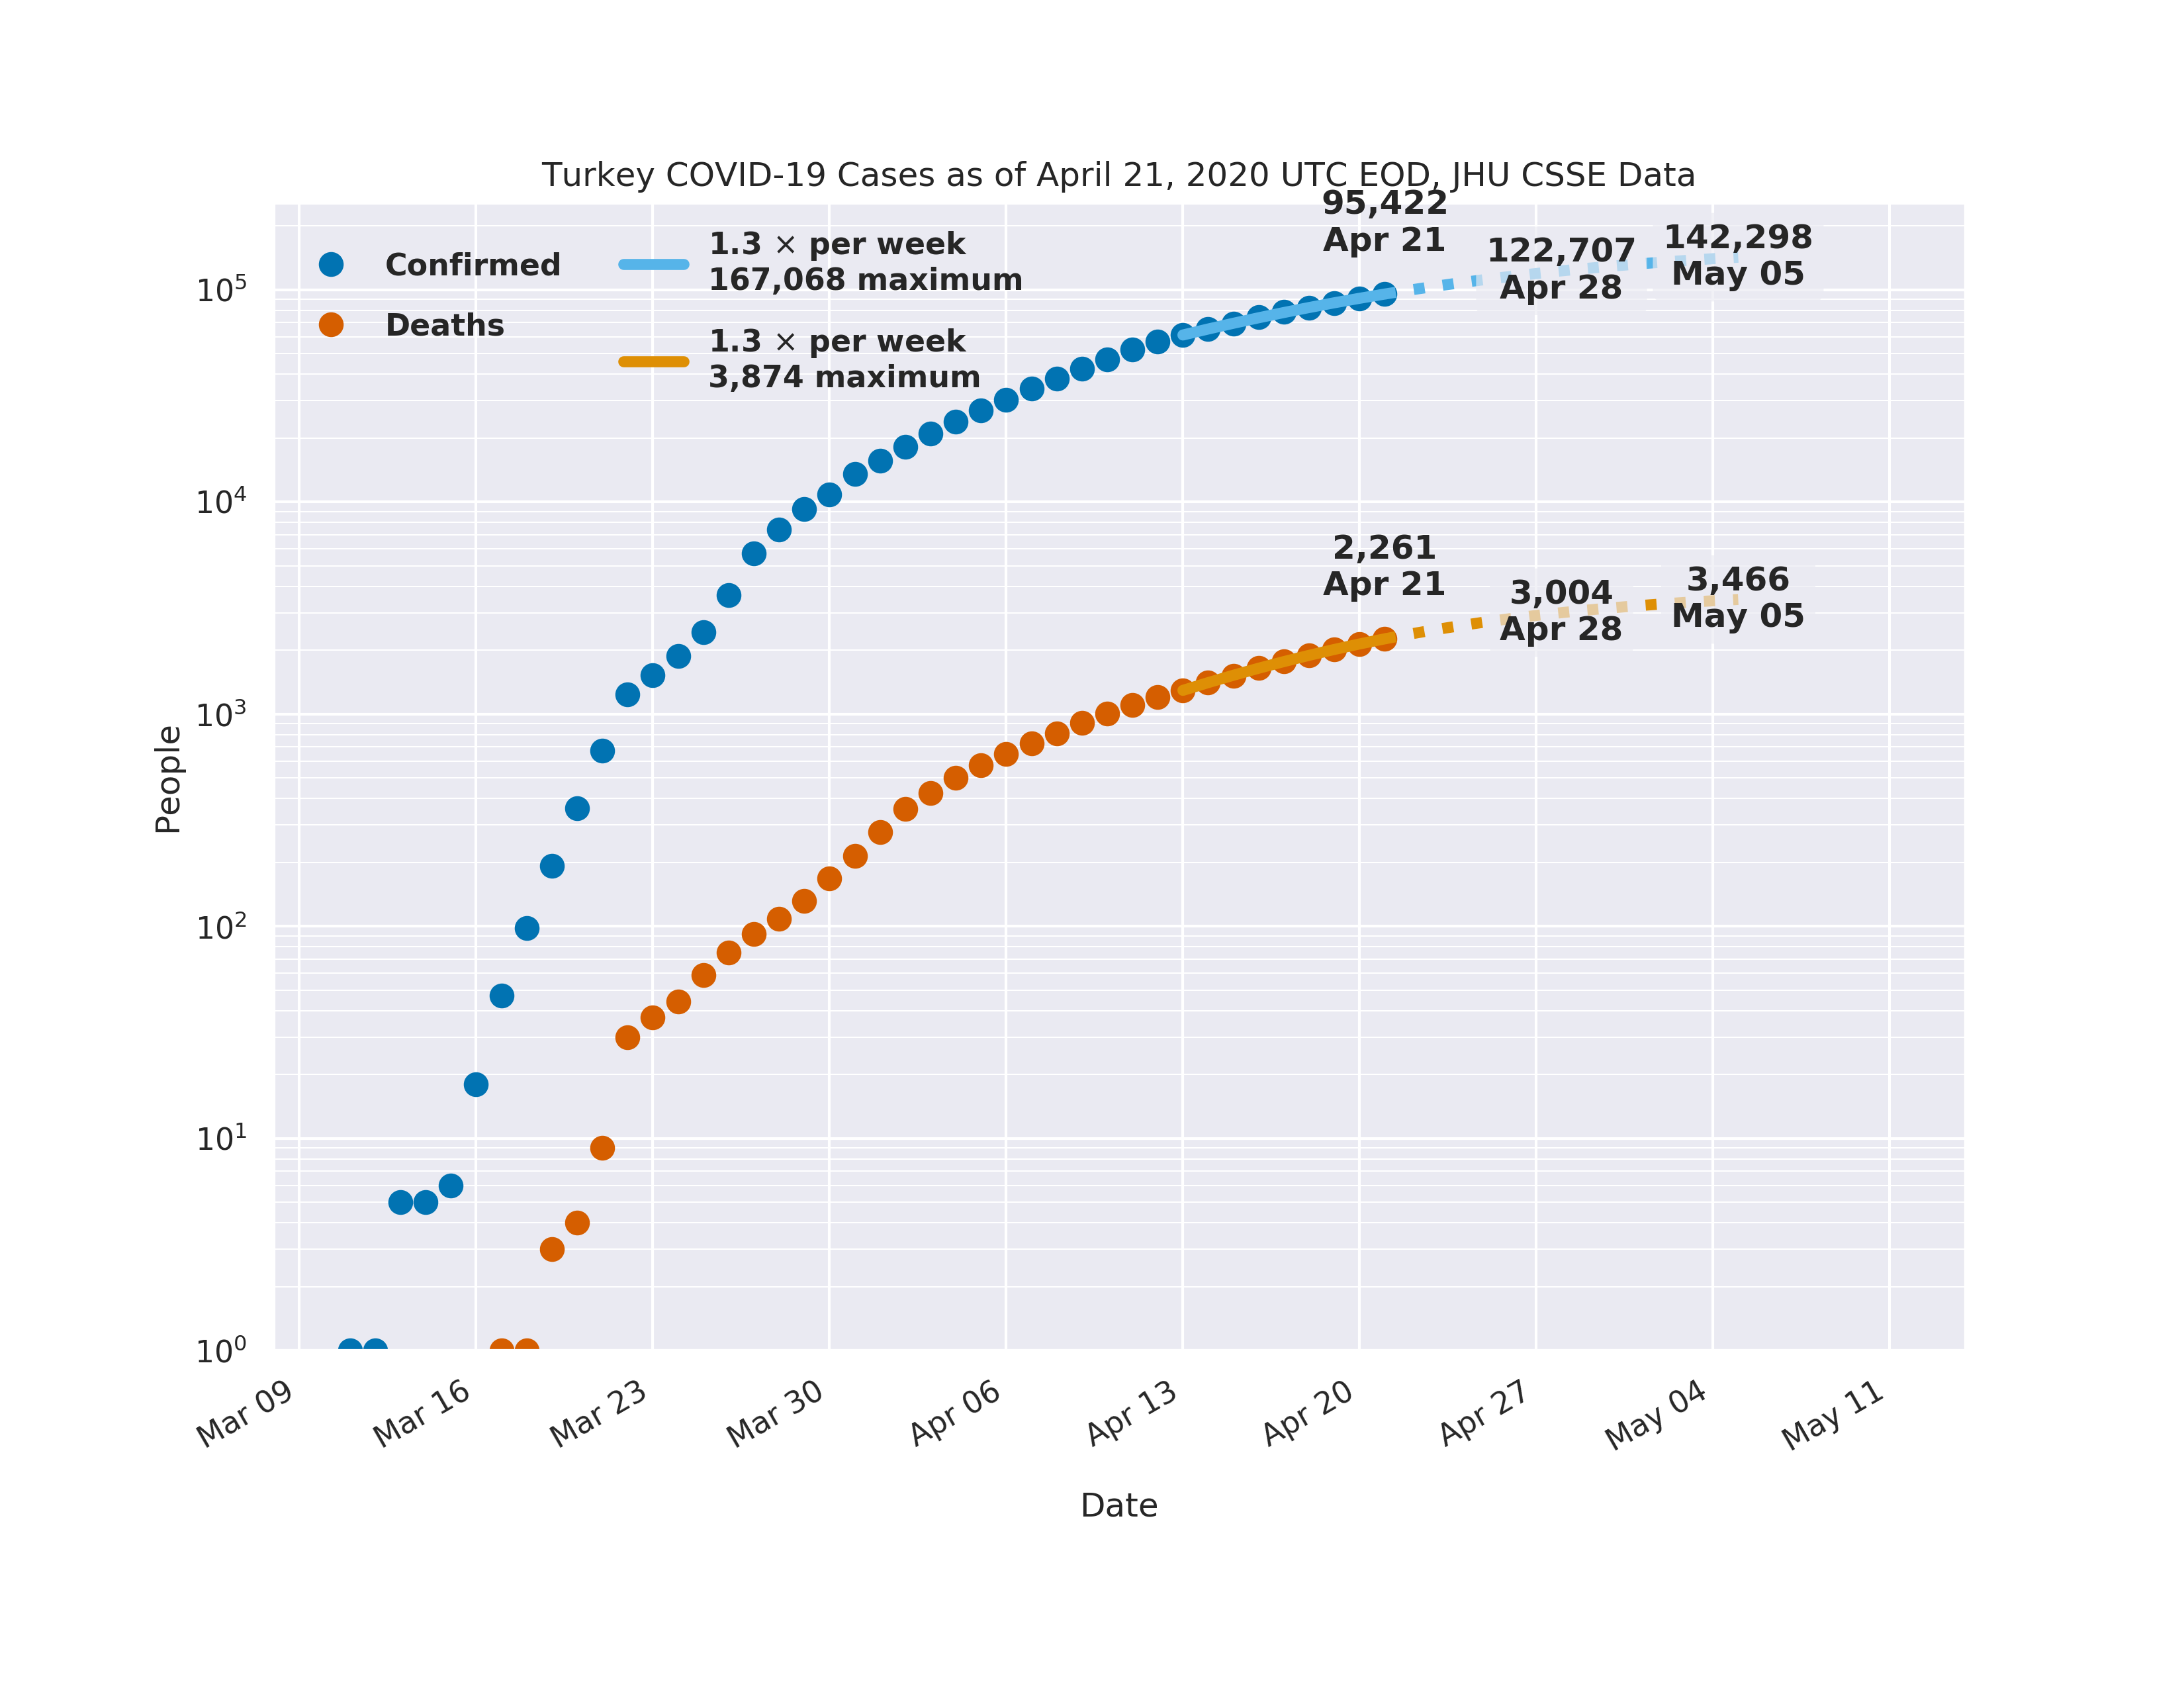 Turkey COVID-19 Cases as of April 21, 2020 UTC EOD, JHU CSSE Data
95,422
Apr 21
122,707
Apr 28
142,298
May 05
Confirmed
Deaths
1.3 × per week
167,068 maximum
1.3 × per week
3,874 maximum
2,261
Apr 21
3,004
Apr 28
3,466
May 05
People
10⁵
10⁴
10³
10²
10¹
10⁰
Mar 09
Mar 16
Mar 23
Mar 30
Apr 06
Apr 13
Apr 20
Apr 27
May 04
May 11
Date